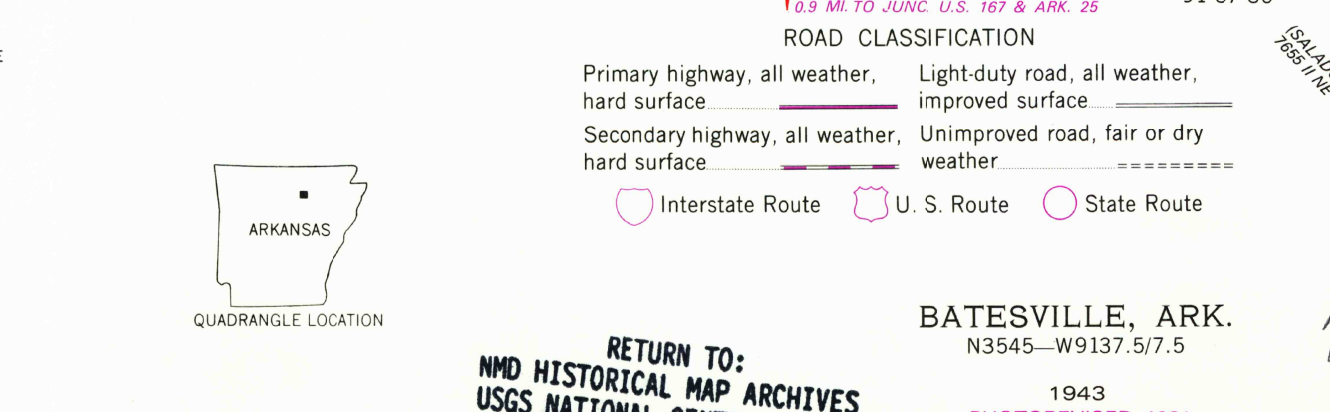 0.9 MI. TO JUNC. U.S. 167 & ARK. 25
ROAD CLASSIFICATION
Primary highway, all weather,
hard surface
Light-duty road, all weather,
improved surface
Secondary highway, all weather,
hard surface
Unimproved road, fair or dry
weather
Interstate Route
U. S. Route
State Route
7655 II NE
ARKANSAS
QUADRANGLE LOCATION
BATESVILLE, ARK.
N3545—W9137.5/7.5
1943
RETURN TO:
NMD HISTORICAL MAP ARCHIVES
USGS NATIONAL